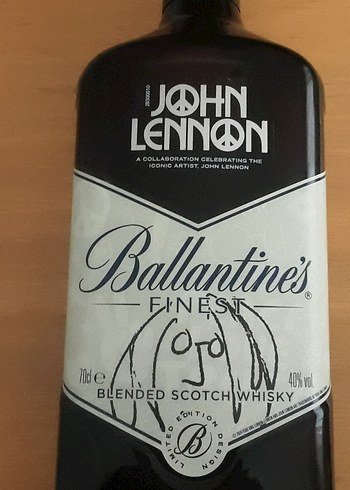 JOHN
LENNON
A COLLABORATION CELEBRATING THE
ICONIC ARTIST, JOHN LENNON
Ballantine's®
FINEST
70cl e 40% vol
BLENDED SCOTCH WHISKY
LIMITED EDITION DESIGN
B